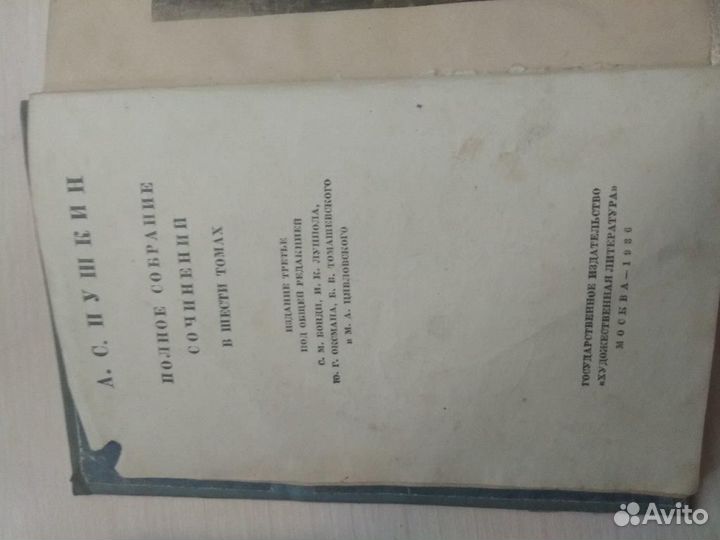 А. С. ПУШКИН
ПОЛНОЕ СОБРАНИЕ
СОЧИНЕНИЙ
В ШЕСТИ ТОМАХ
ИЗДАНИЕ ТРЕТЬЕ
ПОД ОБЩЕЙ РЕДАКЦИЕЙ
С. М. БОНДИ, И. К. ЛУППОЛА,
Ю. Г. ОКСМАНА, Б. В. ТОМАШЕВСКОГО
и М. А. ЦЯВЛОВСКОГО
ГОСУДАРСТВЕННОЕ ИЗДАТЕЛЬСТВО
«ХУДОЖЕСТВЕННАЯ ЛИТЕРАТУРА»
МОСКВА — 1936
Avito